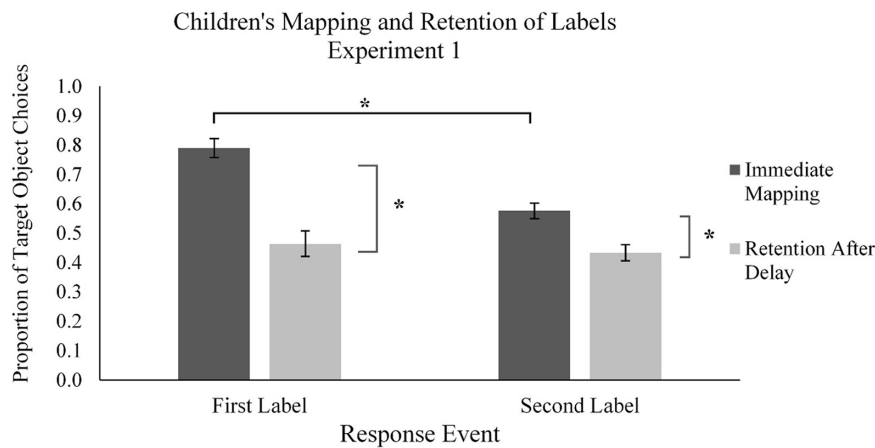 Children's Mapping and Retention of Labels
Experiment 1
Proportion of Target Object Choices
1.0
0.9
0.8
0.7
0.6
0.5
0.4
0.3
0.2
0.1
0.0
*
*
*
Immediate
Mapping
Retention After
Delay
First Label
Second Label
Response Event